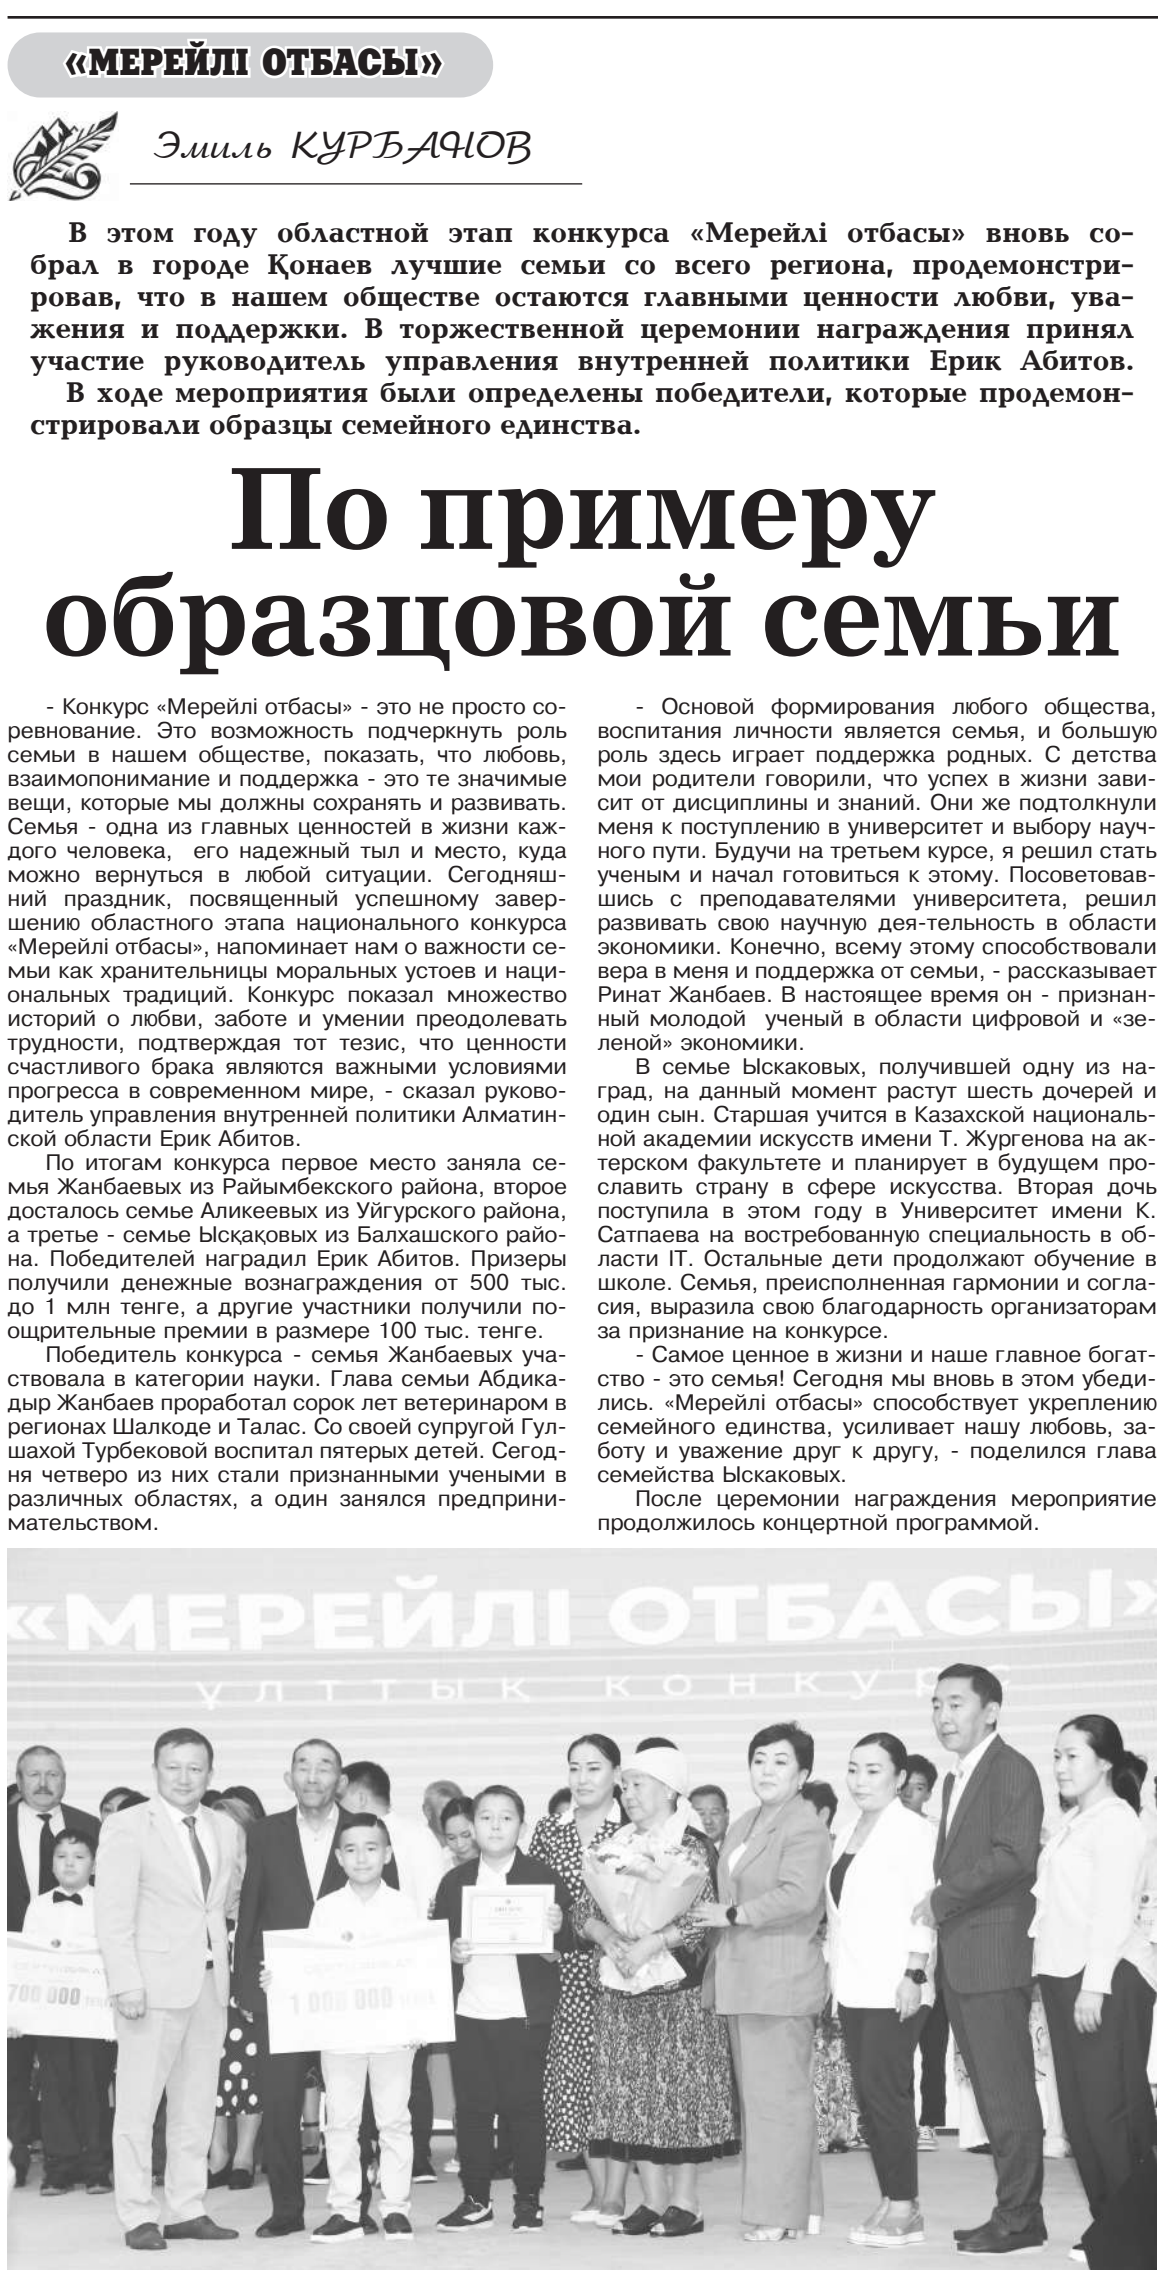 «МЕРЕЙЛІ ОТБАСЫ»
Эмиль КУРБАНОВ
В этом году областной этап конкурса «Мерейлі отбасы» вновь со-
брал в городе Қонаев лучшие семьи со всего региона, продемонстри-
ровав, что в нашем обществе остаются главными ценности любви, ува-
жения и поддержки. В торжественной церемонии награждения принял
участие руководитель управления внутренней политики Ерик Абитов.
В ходе мероприятия были определены победители, которые продемон-
стрировали образцы семейного единства.
По примеру
образцовой семьи
- Конкурс «Мерейлі отбасы» - это не просто со-
ревнование. Это возможность подчеркнуть роль
семьи в нашем обществе, показать, что любовь,
взаимопонимание и поддержка - это те значимые
вещи, которые мы должны сохранять и развивать.
Семья - одна из главных ценностей в жизни каж-
дого человека, его надежный тыл и место, куда
можно вернуться в любой ситуации. Сегодняш-
ний праздник, посвященный успешному завер-
шению областного этапа национального конкурса
«Мерейлі отбасы», напоминает нам о важности се-
мьи как хранительницы моральных устоев и наци-
ональных традиций. Конкурс показал множество
историй о любви, заботе и умении преодолевать
трудности, подтверждая тот тезис, что ценности
счастливого брака являются важными условиями
прогресса в современном мире, - сказал руково-
дитель управления внутренней политики Алматин-
ской области Ерик Абитов.
По итогам конкурса первое место заняла се-
мья Жанбаевых из Райымбекского района, второе
досталось семье Аликеевых из Уйгурского района,
а третье - семье Ысқақовых из Балхашского райо-
на. Победителей наградил Ерик Абитов. Призеры
получили денежные вознаграждения от 500 тыс.
до 1 млн тенге, а другие участники получили по-
ощрительные премии в размере 100 тыс. тенге.
Победитель конкурса - семья Жанбаевых уча-
ствовала в категории науки. Глава семьи Абдика-
дыр Жанбаев проработал сорок лет ветеринаром в
регионах Шалкоде и Талас. Со своей супругой Гул-
шахой Турбековой воспитал пятерых детей. Сегод-
ня четверо из них стали признанными учеными в
различных областях, а один занялся предприни-
мательством.
- Основой формирования любого общества,
воспитания личности является семья, и большую
роль здесь играет поддержка родных. С детства
мои родители говорили, что успех в жизни зави-
сит от дисциплины и знаний. Они же подтолкнули
меня к поступлению в университет и выбору науч-
ного пути. Будучи на третьем курсе, я решил стать
ученым и начал готовиться к этому. Посоветовав-
шись с преподавателями университета, решил
развивать свою научную дея-тельность в области
экономики. Конечно, всему этому способствовали
вера в меня и поддержка от семьи, - рассказывает
Ринат Жанбаев. В настоящее время он - признан-
ный молодой ученый в области цифровой и «зе-
леной» экономики.
В семье Ыскаковых, получившей одну из на-
град, на данный момент растут шесть дочерей и
один сын. Старшая учится в Казахской националь-
ной академии искусств имени Т. Жургенова на ак-
терском факультете и планирует в будущем про-
славить страну в сфере искусства. Вторая дочь
поступила в этом году в Университет имени К.
Сатпаева на востребованную специальность в об-
ласти IT. Остальные дети продолжают обучение в
школе. Семья, преисполненная гармонии и согла-
сия, выразила свою благодарность организаторам
за признание на конкурсе.
- Самое ценное в жизни и наше главное богат-
ство - это семья! Сегодня мы вновь в этом убеди-
лись. «Мерейлі отбасы» способствует укреплению
семейного единства, усиливает нашу любовь, за-
боту и уважение друг к другу, - поделился глава
семейства Ыскаковых.
После церемонии награждения мероприятие
продолжилось концертной программой.
«МЕРЕЙЛІ ОТБАСЫ»
ҰЛТТЫҚ КОНКУРС
СЕРТИФИКАТ
700 000
СЕРТИФИКАТ
1 000 000